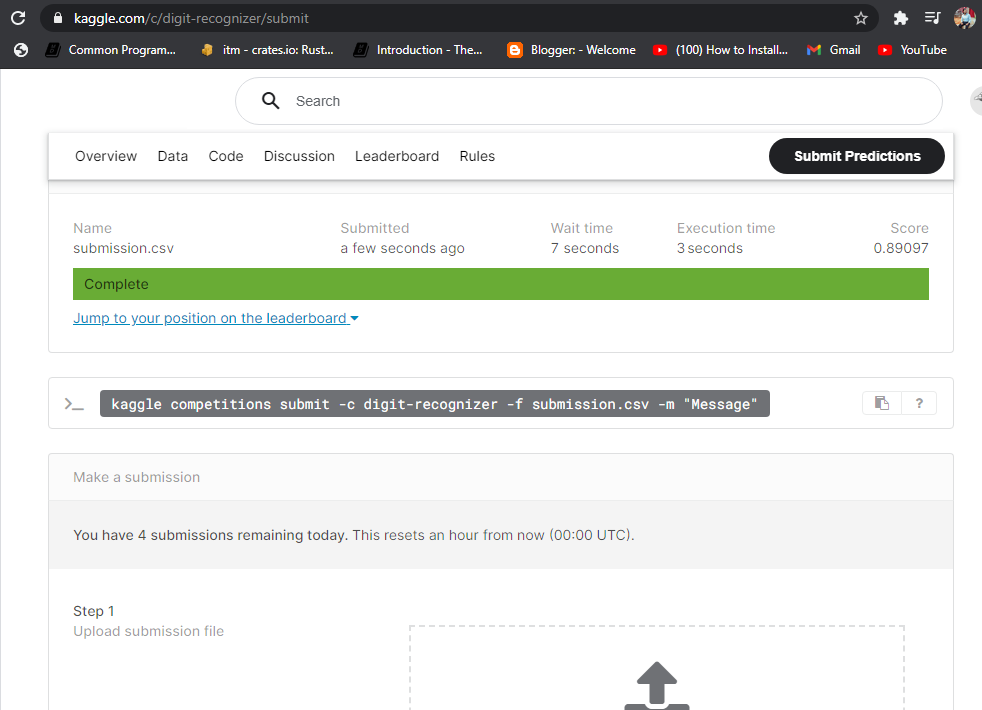 kaggle.com/c/digit-recognizer/submit
Common Program... itm - crates.io: Rust... Introduction - The... Blogger: - Welcome (100) How to Install... Gmail YouTube
Search
Overview Data Code Discussion Leaderboard Rules Submit Predictions
Name Submitted Wait time Execution time Score
submission.csv a few seconds ago 7 seconds 3 seconds 0.89097
Complete
Jump to your position on the leaderboard
>_ kaggle competitions submit -c digit-recognizer -f submission.csv -m "Message" ?
Make a submission
You have 4 submissions remaining today. This resets an hour from now (00:00 UTC).
Step 1
Upload submission file